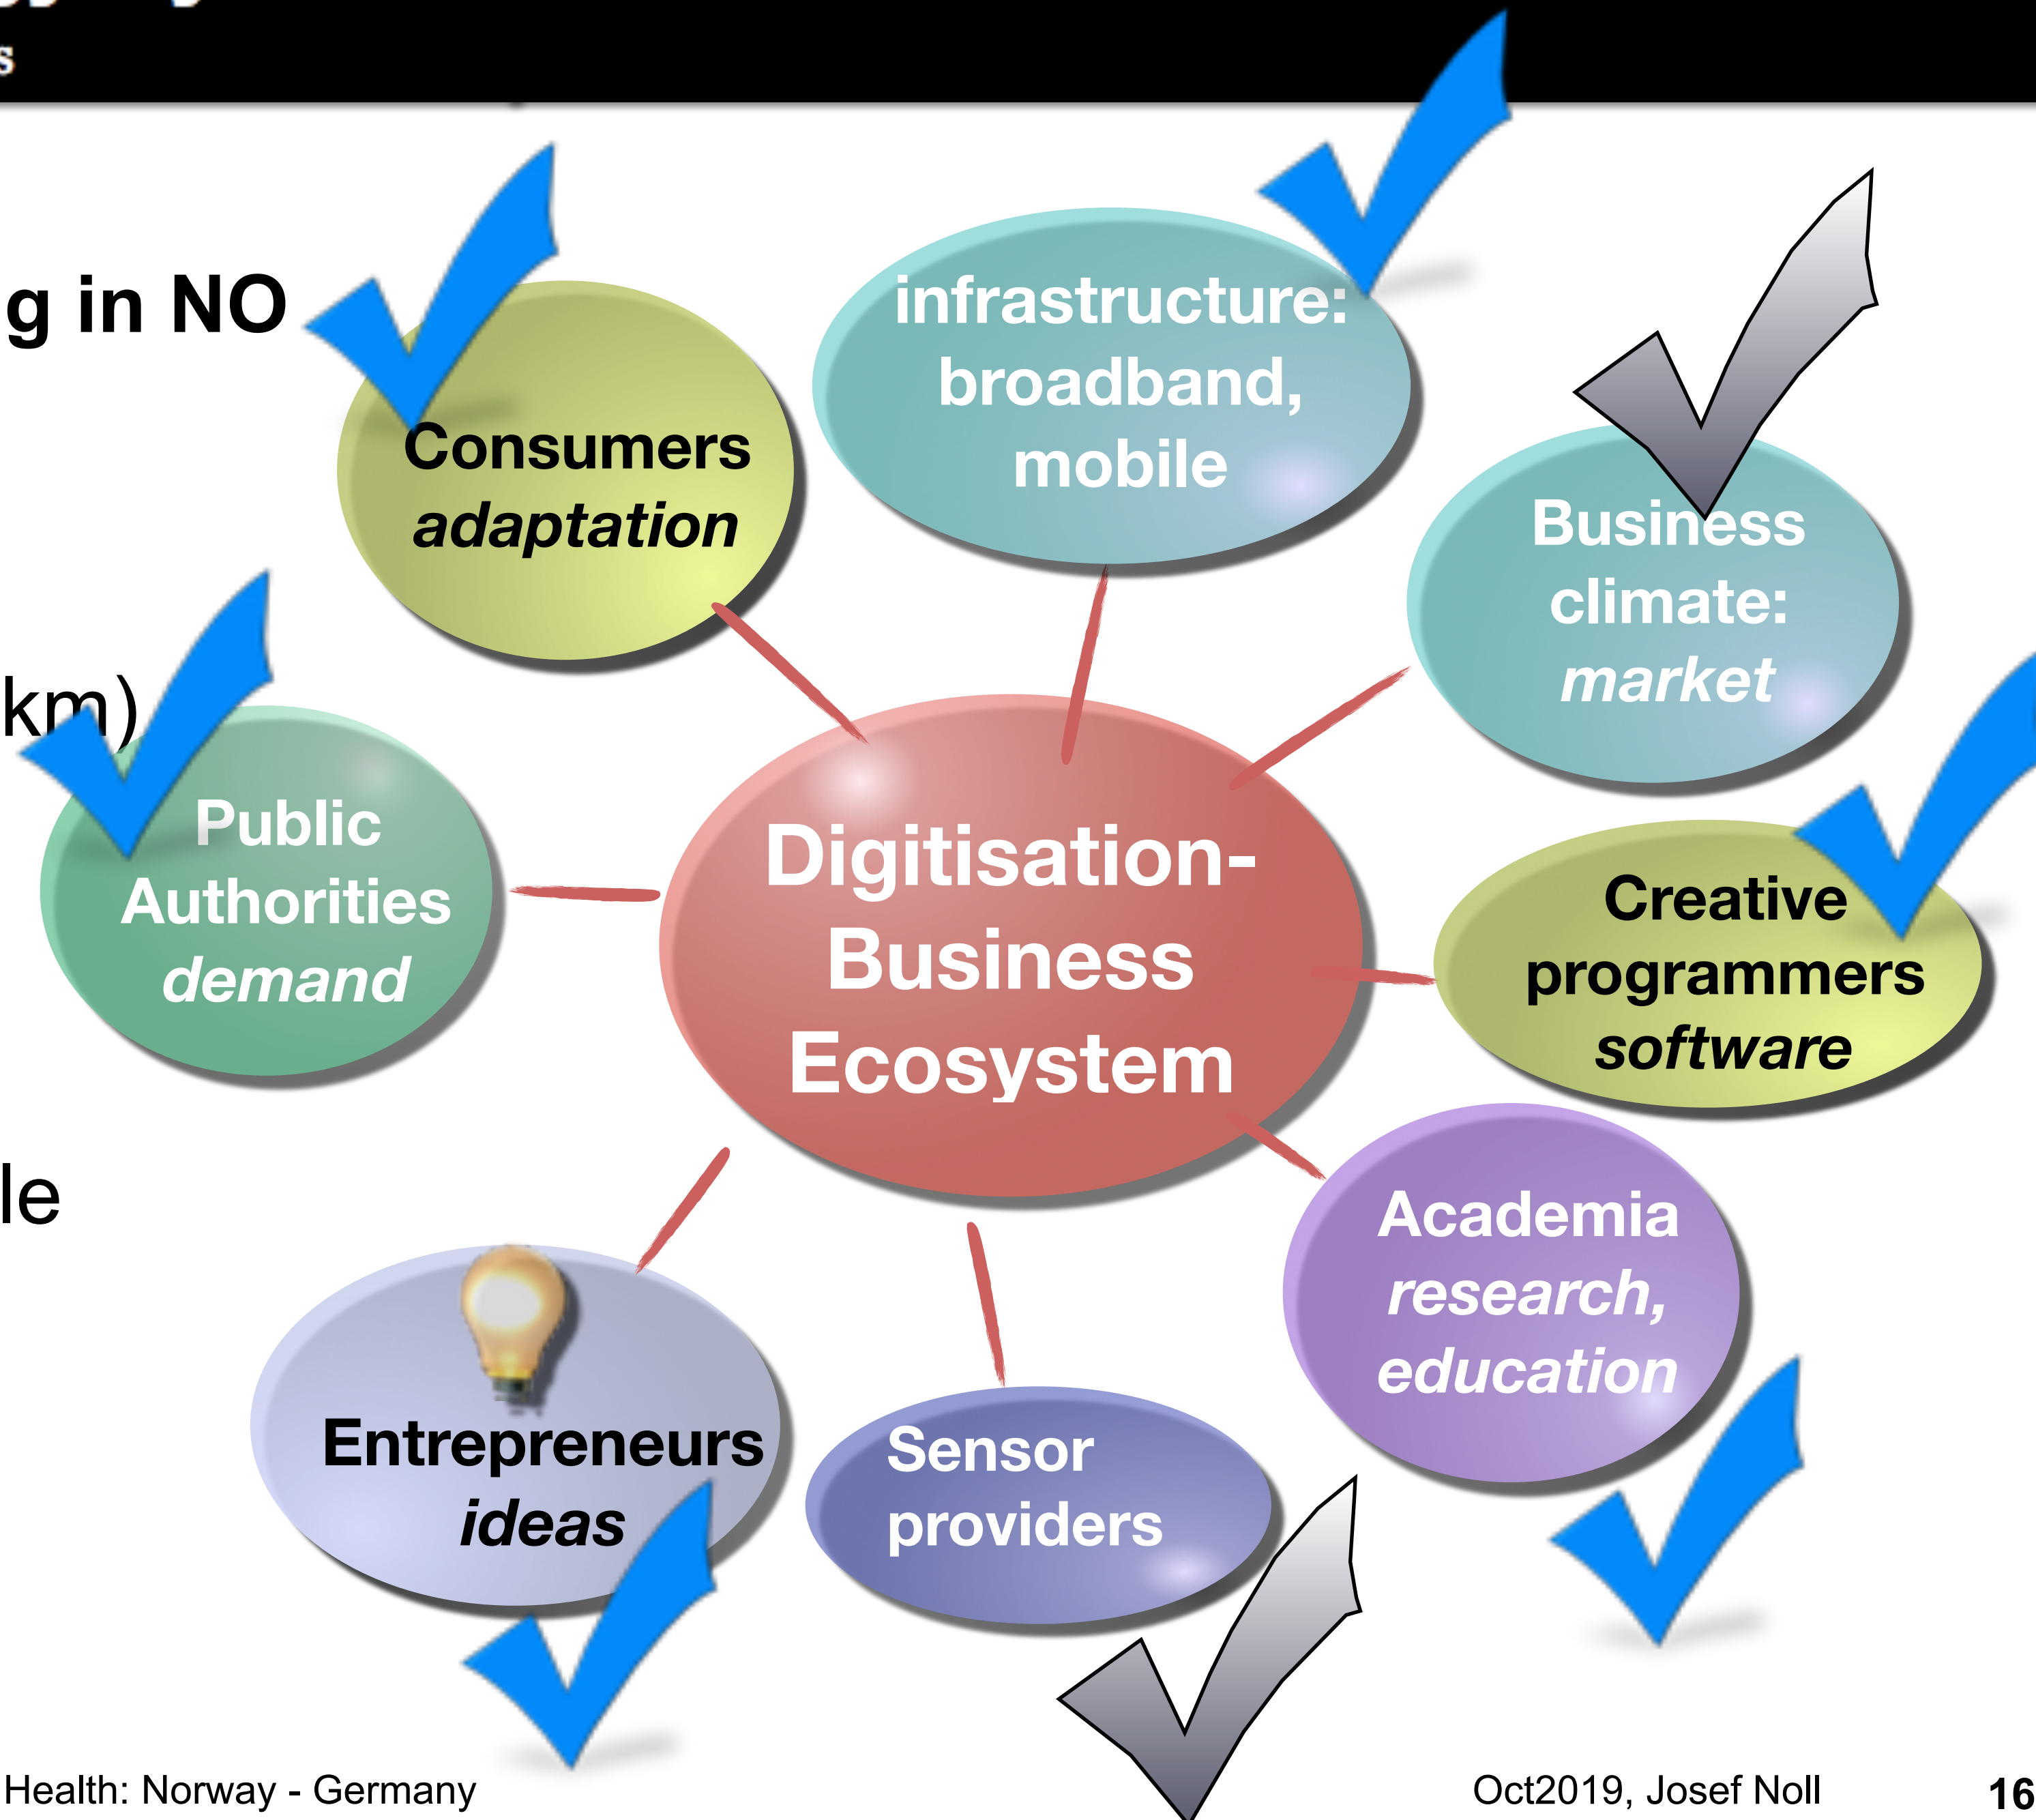 s
g in NO
km)
le
Consumers
adaptation
infrastructure:
broadband,
mobile
Business
climate:
market
Public
Authorities
demand
Digitisation-
Business
Ecosystem
Creative
programmers
software
Academia
research,
education
Entrepreneurs
ideas
Sensor
providers
Health: Norway - Germany
Oct2019, Josef Noll
16